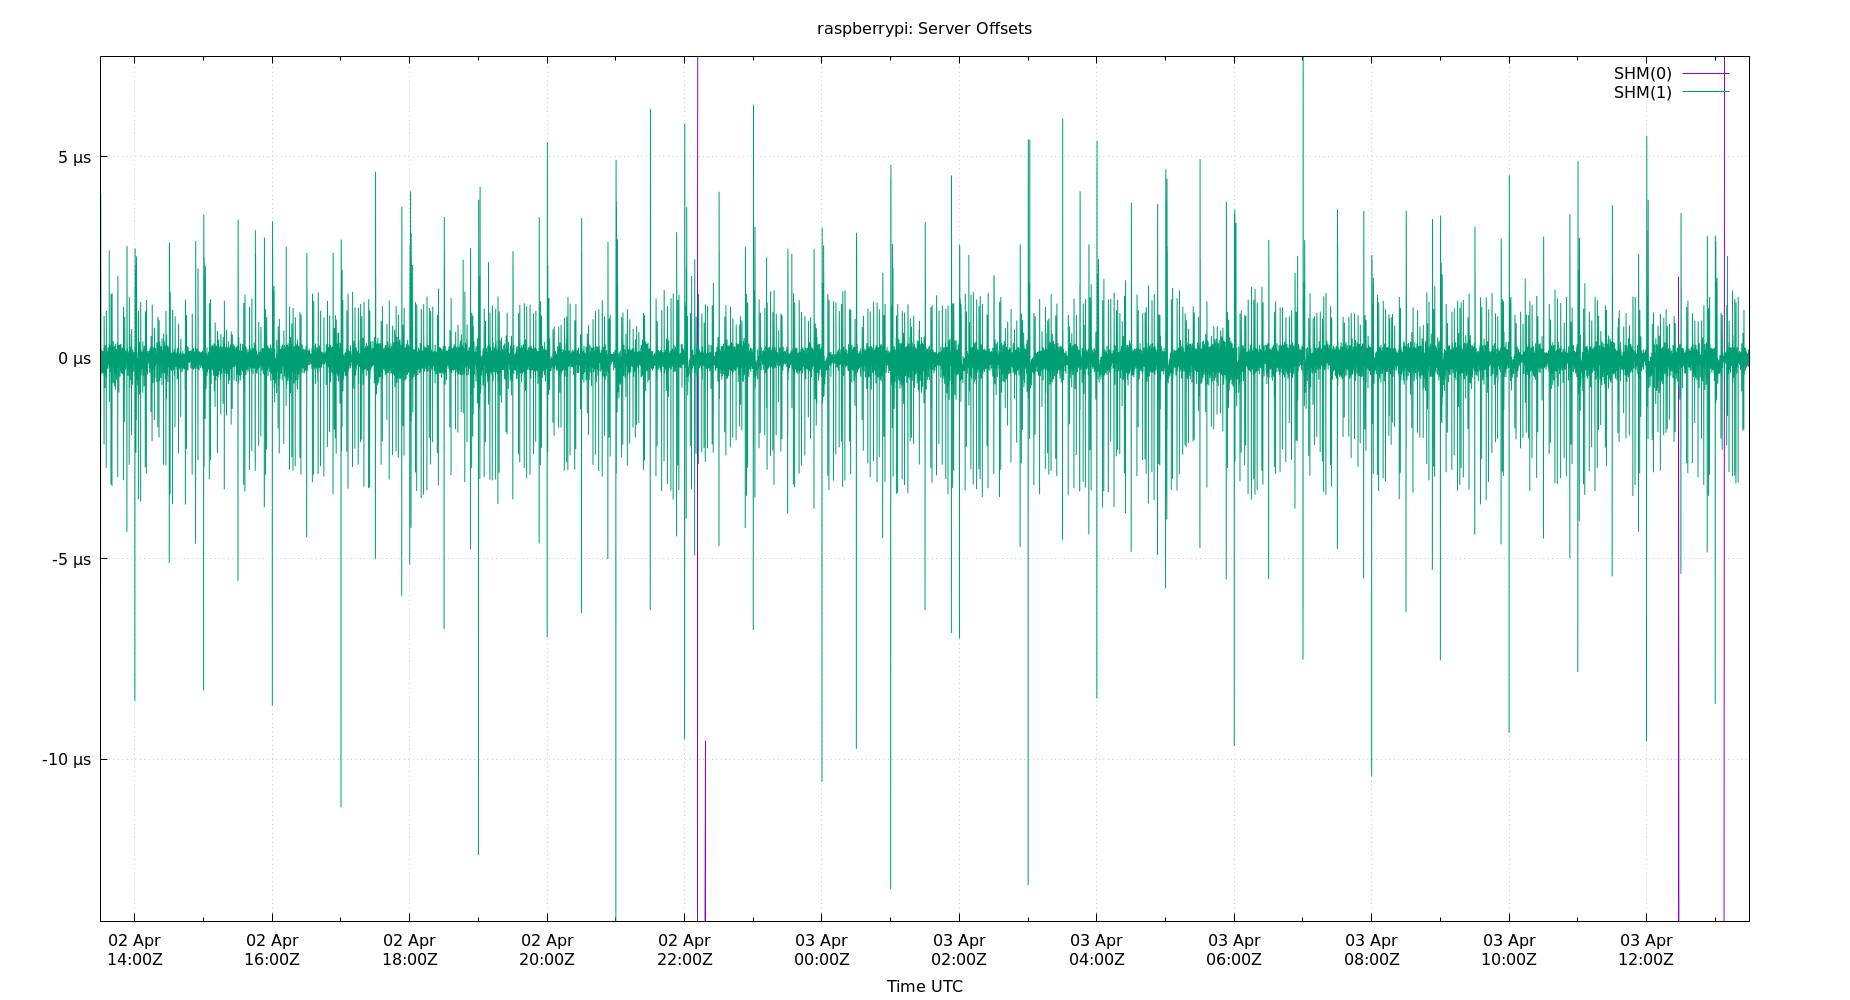 raspberrypi: Server Offsets
SHM(0)
SHM(1)
5 µs
0 µs
-5 µs
-10 µs
02 Apr 02 Apr 02 Apr 02 Apr 02 Apr 03 Apr 03 Apr 03 Apr 03 Apr 03 Apr 03 Apr 03 Apr
14:00Z 16:00Z 18:00Z 20:00Z 22:00Z 00:00Z 02:00Z 04:00Z 06:00Z 08:00Z 10:00Z 12:00Z
Time UTC